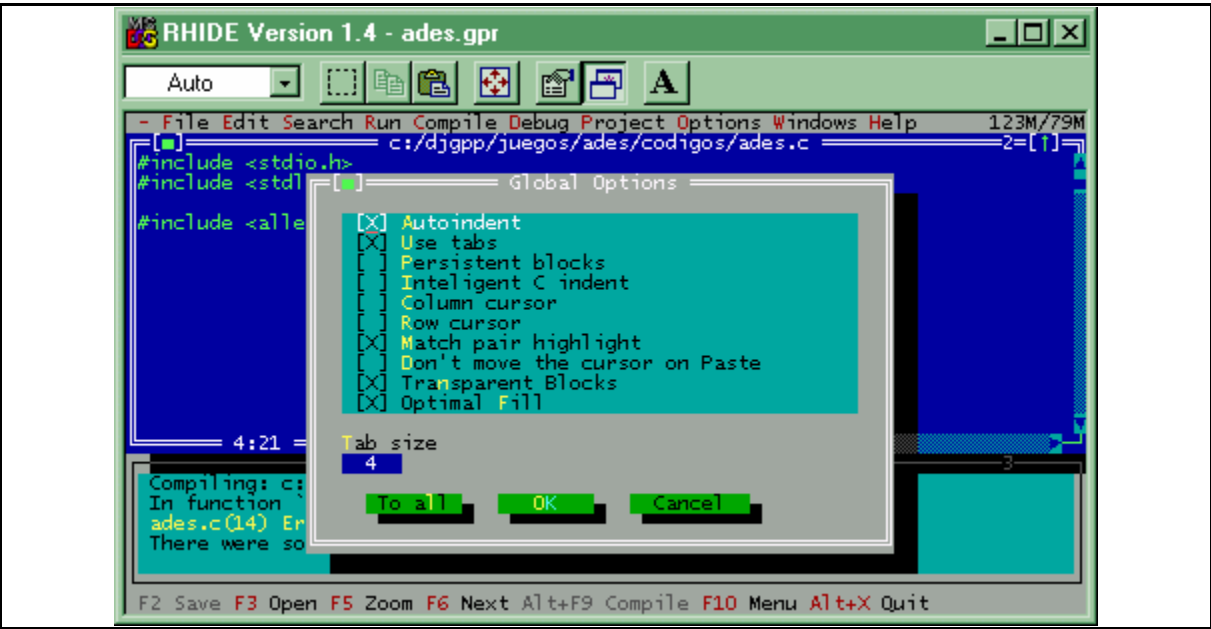 RHIDE Version 1.4 - ades.gpr
Auto
A
- File Edit Search Run Compile Debug Project Options Windows Help 123M/79M
[■] c:/djgpp/juegos/ades/codigos/ades.c 2=[↑]
#include <stdio.h>
#include <stdl
#include <alle
[■] Global Options
[X] Autoindent
[X] Use tabs
[ ] Persistent blocks
[ ] Inteligent C indent
[ ] Column cursor
[ ] Row cursor
[X] Match pair highlight
[ ] Don't move the cursor on Paste
[X] Transparent Blocks
[X] Optimal Fill
Tab size
4
To all OK Cancel
4:21
3
Compiling: c:
In function `
ades.c(14) Er
There were so
F2 Save F3 Open F5 Zoom F6 Next Alt+F9 Compile F10 Menu Alt+X Quit